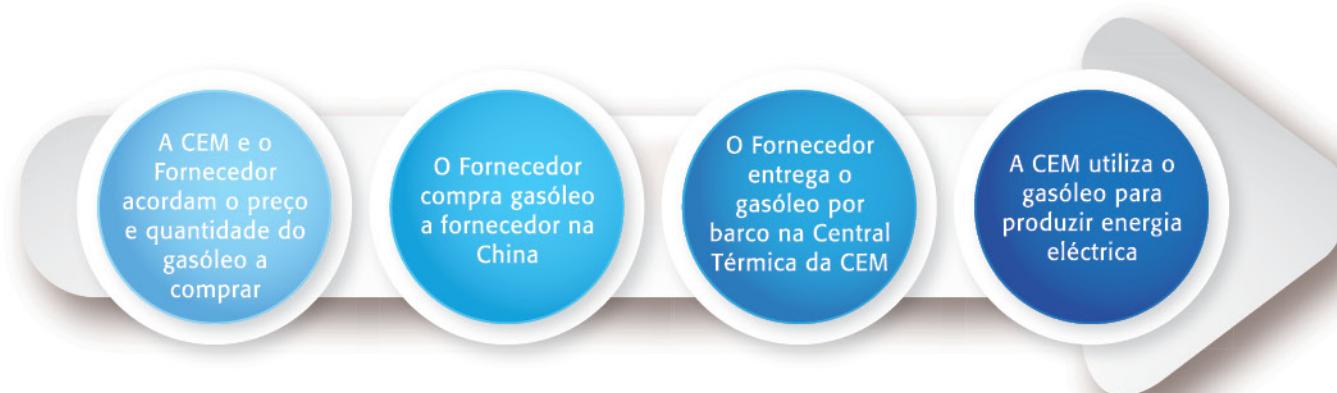 A CEM e o
Fornecedor
acordam o preço
e quantidade do
gasóleo a
comprar
O Fornecedor
compra gasóleo
a fornecedor na
China
O Fornecedor
entrega o
gasóleo por
barco na Central
Térmica da CEM
A CEM utiliza o
gasóleo para
produzir energia
eléctrica